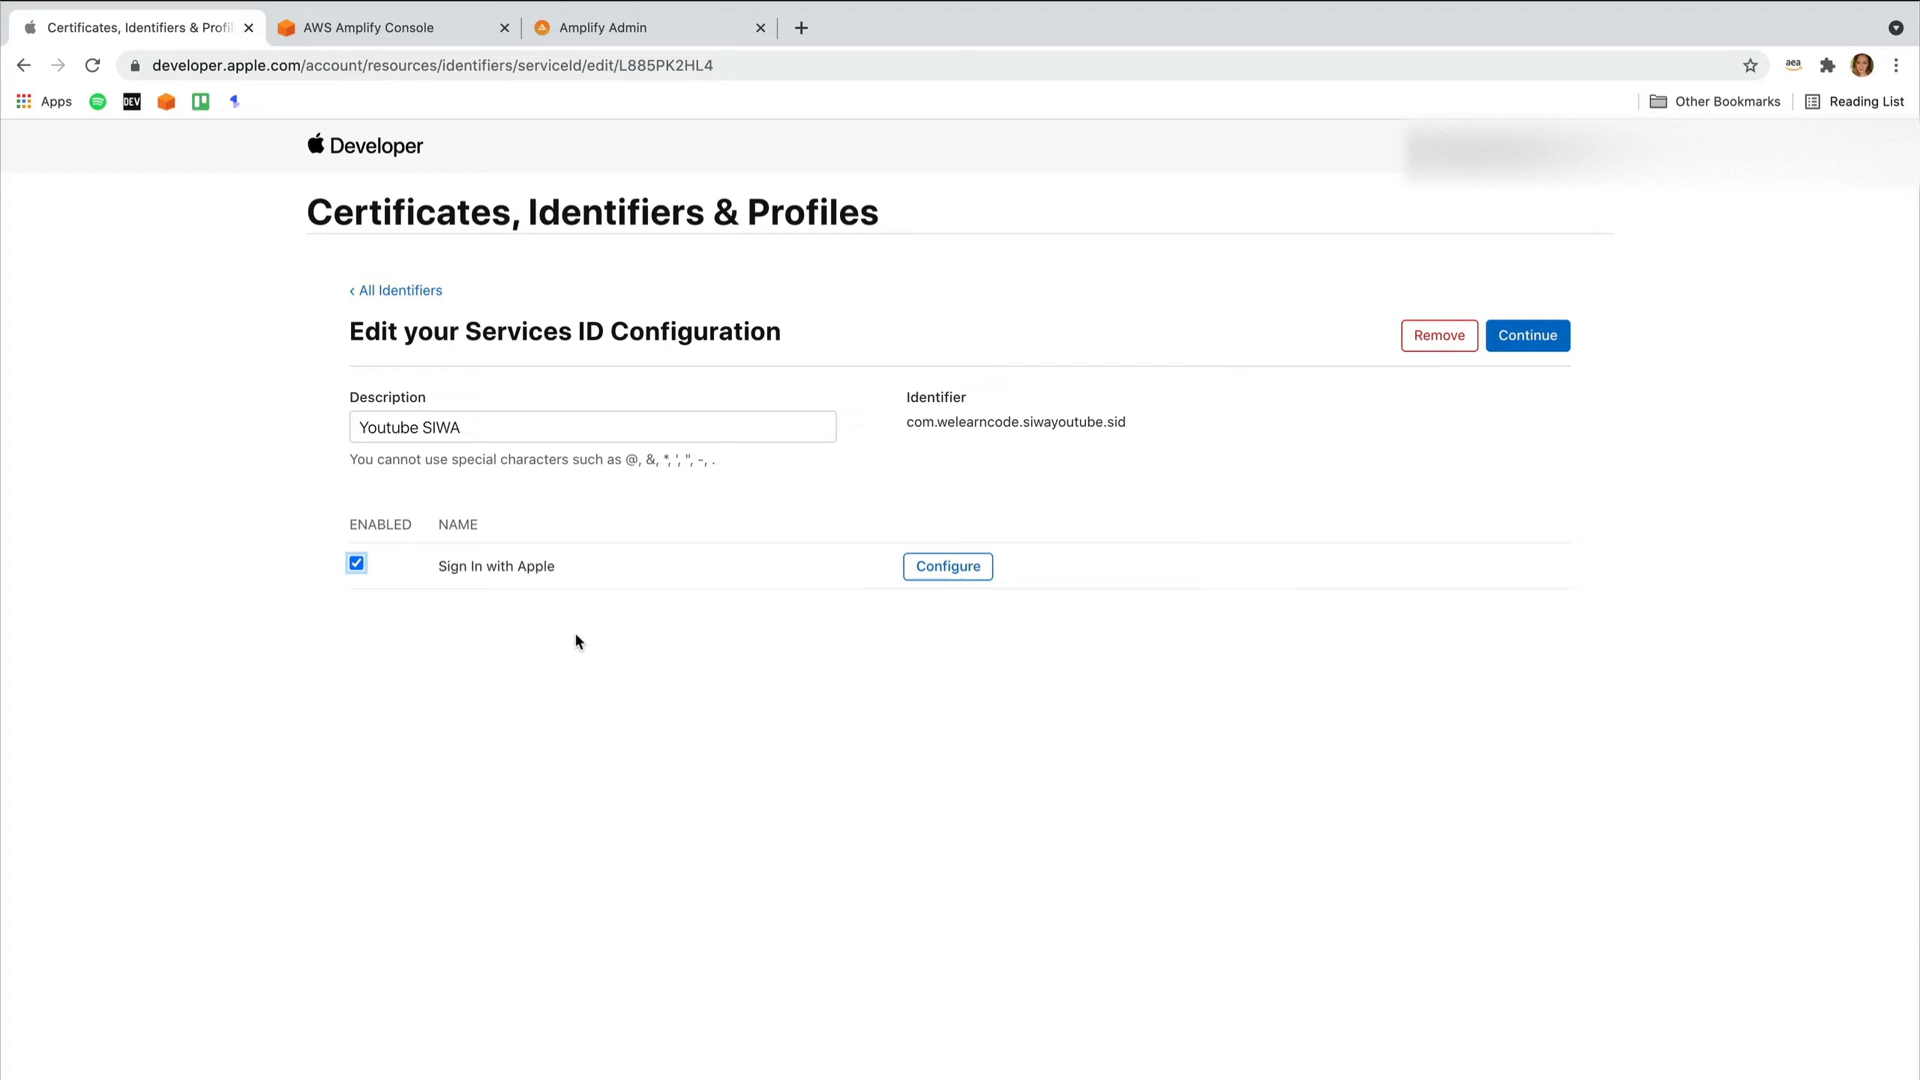 Certificates, Identifiers & Profil
AWS Amplify Console
Amplify Admin
developer.apple.com/account/resources/identifiers/serviceId/edit/L885PK2HL4
aea
Apps
DEV
Other Bookmarks
Reading List
Developer
Certificates, Identifiers & Profiles
‹ All Identifiers
Edit your Services ID Configuration
Remove
Continue
Description
Identifier
Youtube SIWA
com.welearncode.siwayoutube.sid
You cannot use special characters such as @, &, *, ', ", -, .
ENABLED
NAME
Sign In with Apple
Configure